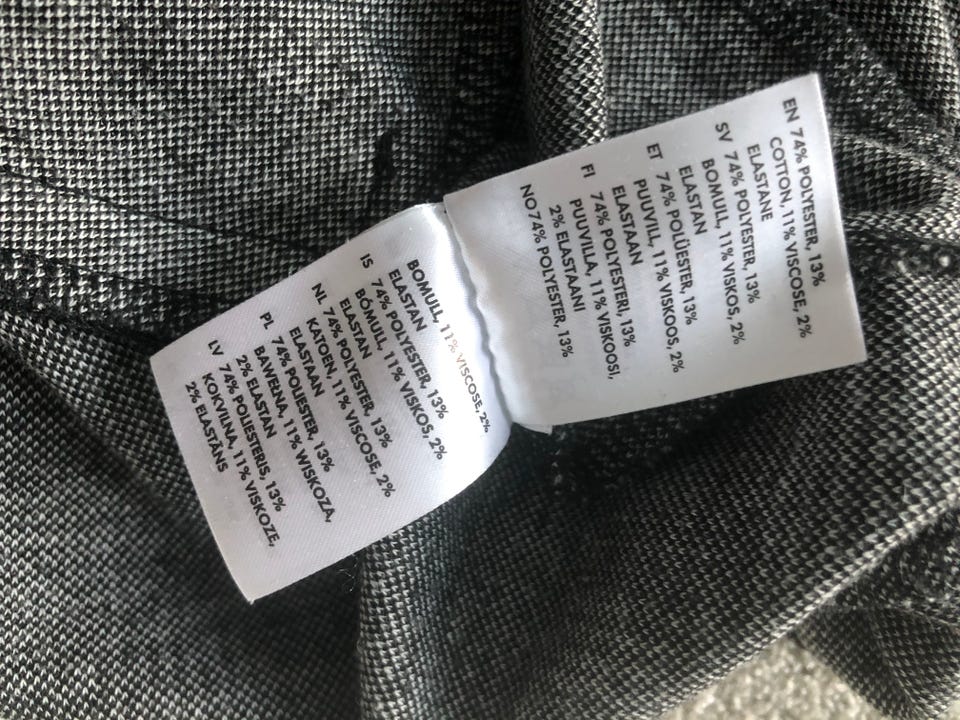 EN 74% POLYESTER, 13%
COTTON, 11% VISCOSE, 2%
ELASTANE
SV 74% POLYESTER, 13%
BOMULL, 11% VISKOS, 2%
ELASTAN
ET 74% POLÜESTER, 13%
PUUVILL, 11% VISKOOS, 2%
ELASTAAN
FI 74% POLYESTERI, 13%
PUUVILLA, 11% VISKOOSI,
2% ELASTAANI
NO74% POLYESTER, 13%
BOMULL, 11% VISCOSE, 2%
ELASTAN
IS 74% POLYESTER, 13%
BÓMULL, 11% VISKOS, 2%
ELASTAN
NL 74% POLYESTER, 13%
KATOEN, 11% VISCOSE, 2%
ELASTAAN
PL 74% POLIESTER, 13%
BAWEŁNA, 11% WISKOZA,
2% ELASTAN
LV 74% POLIESTERIS, 13%
KOKVILNA, 11% VISKOZE,
2% ELASTĀNS